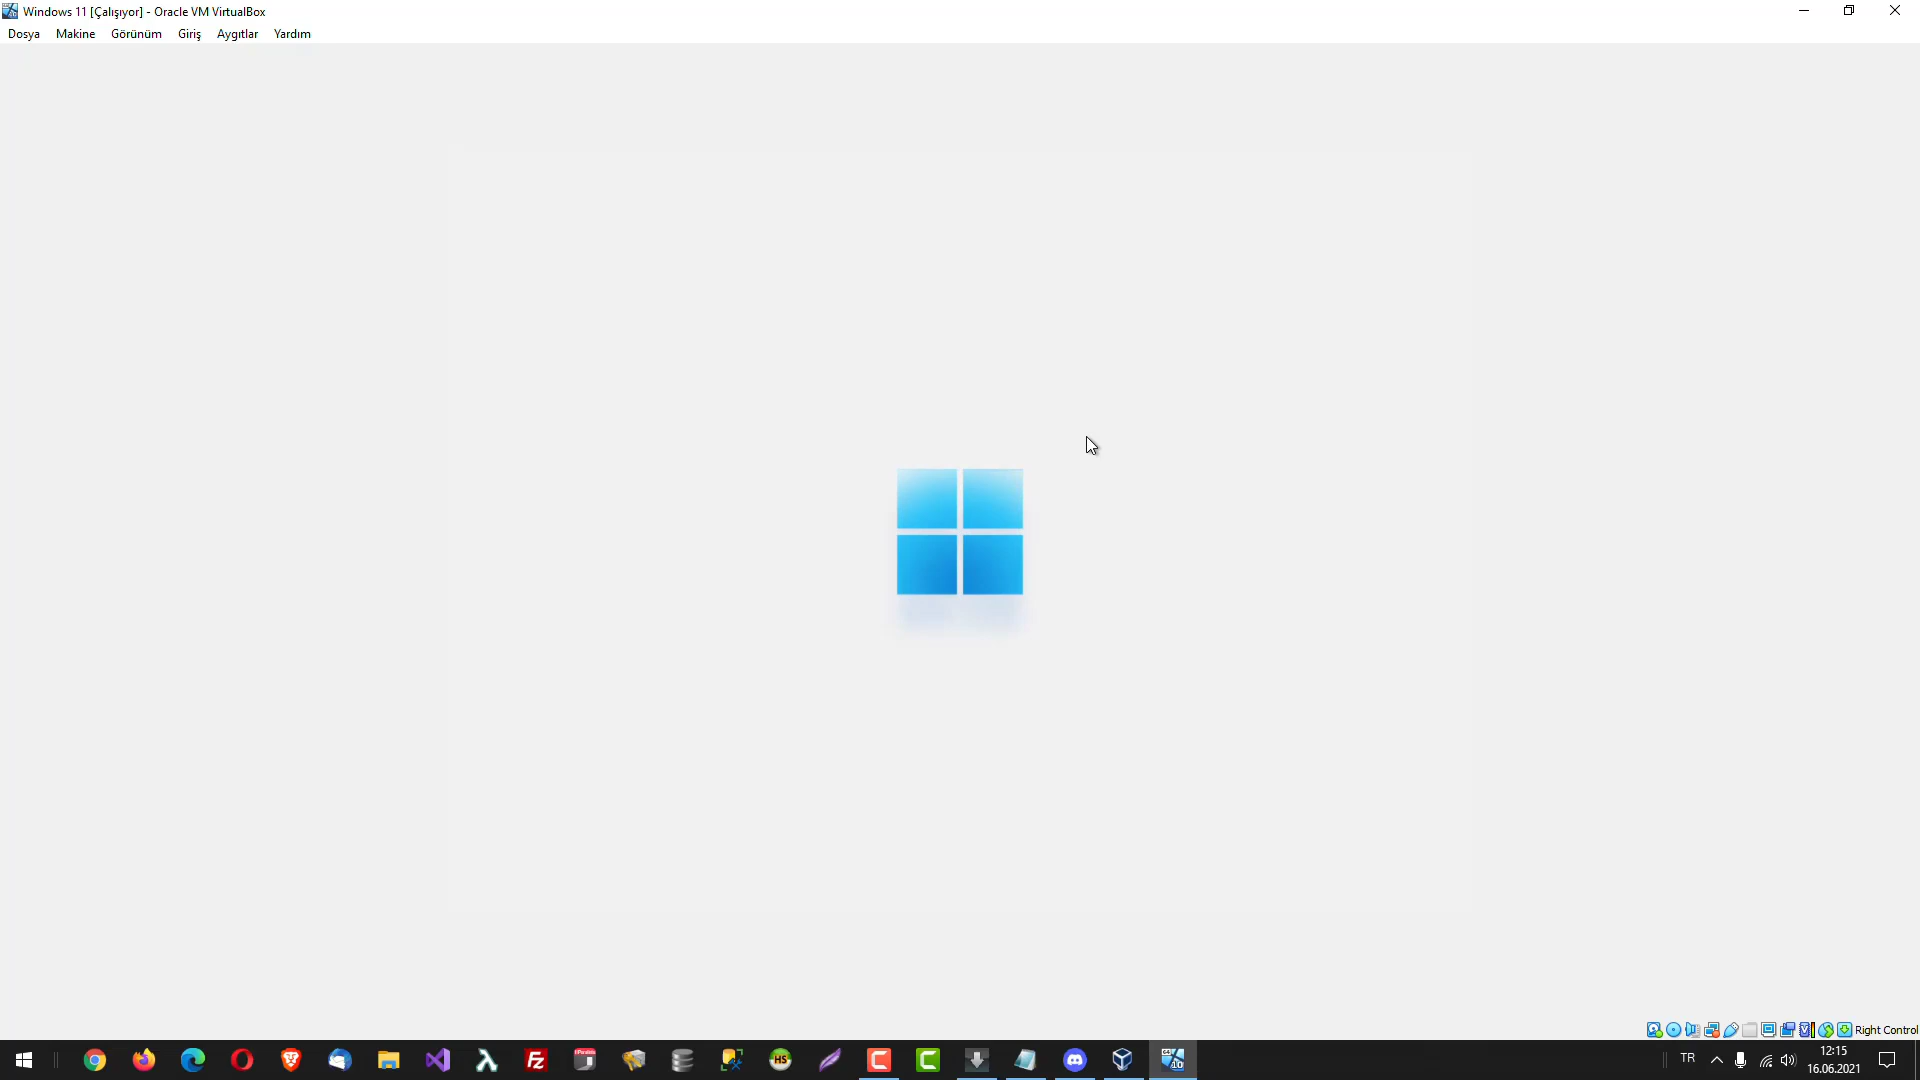 Windows 11 [Çalışıyor] - Oracle VM VirtualBox
Dosya Makine Görünüm Giriş Aygıtlar Yardım
Right Control
TR
12:15
16.06.2021